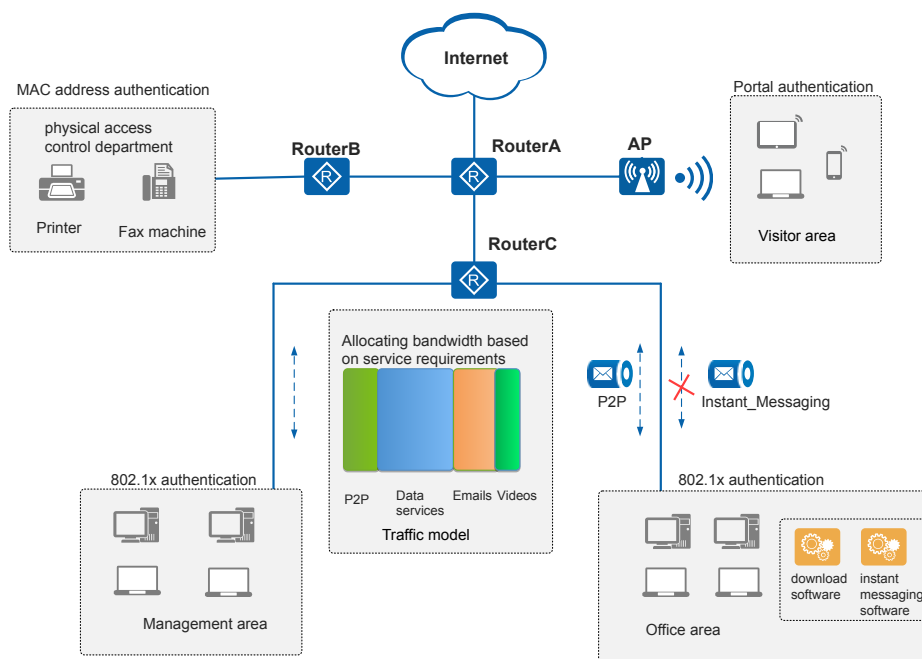 Internet
MAC address authentication
physical access
control department
Printer
Fax machine
RouterB
R
RouterA
R
AP
Portal authentication
Visitor area
RouterC
R
Allocating bandwidth based
on service requirements
P2P
Data
services
Emails
Videos
Traffic model
P2P
Instant_Messaging
802.1x authentication
Management area
802.1x authentication
download
software
instant
messaging
software
Office area